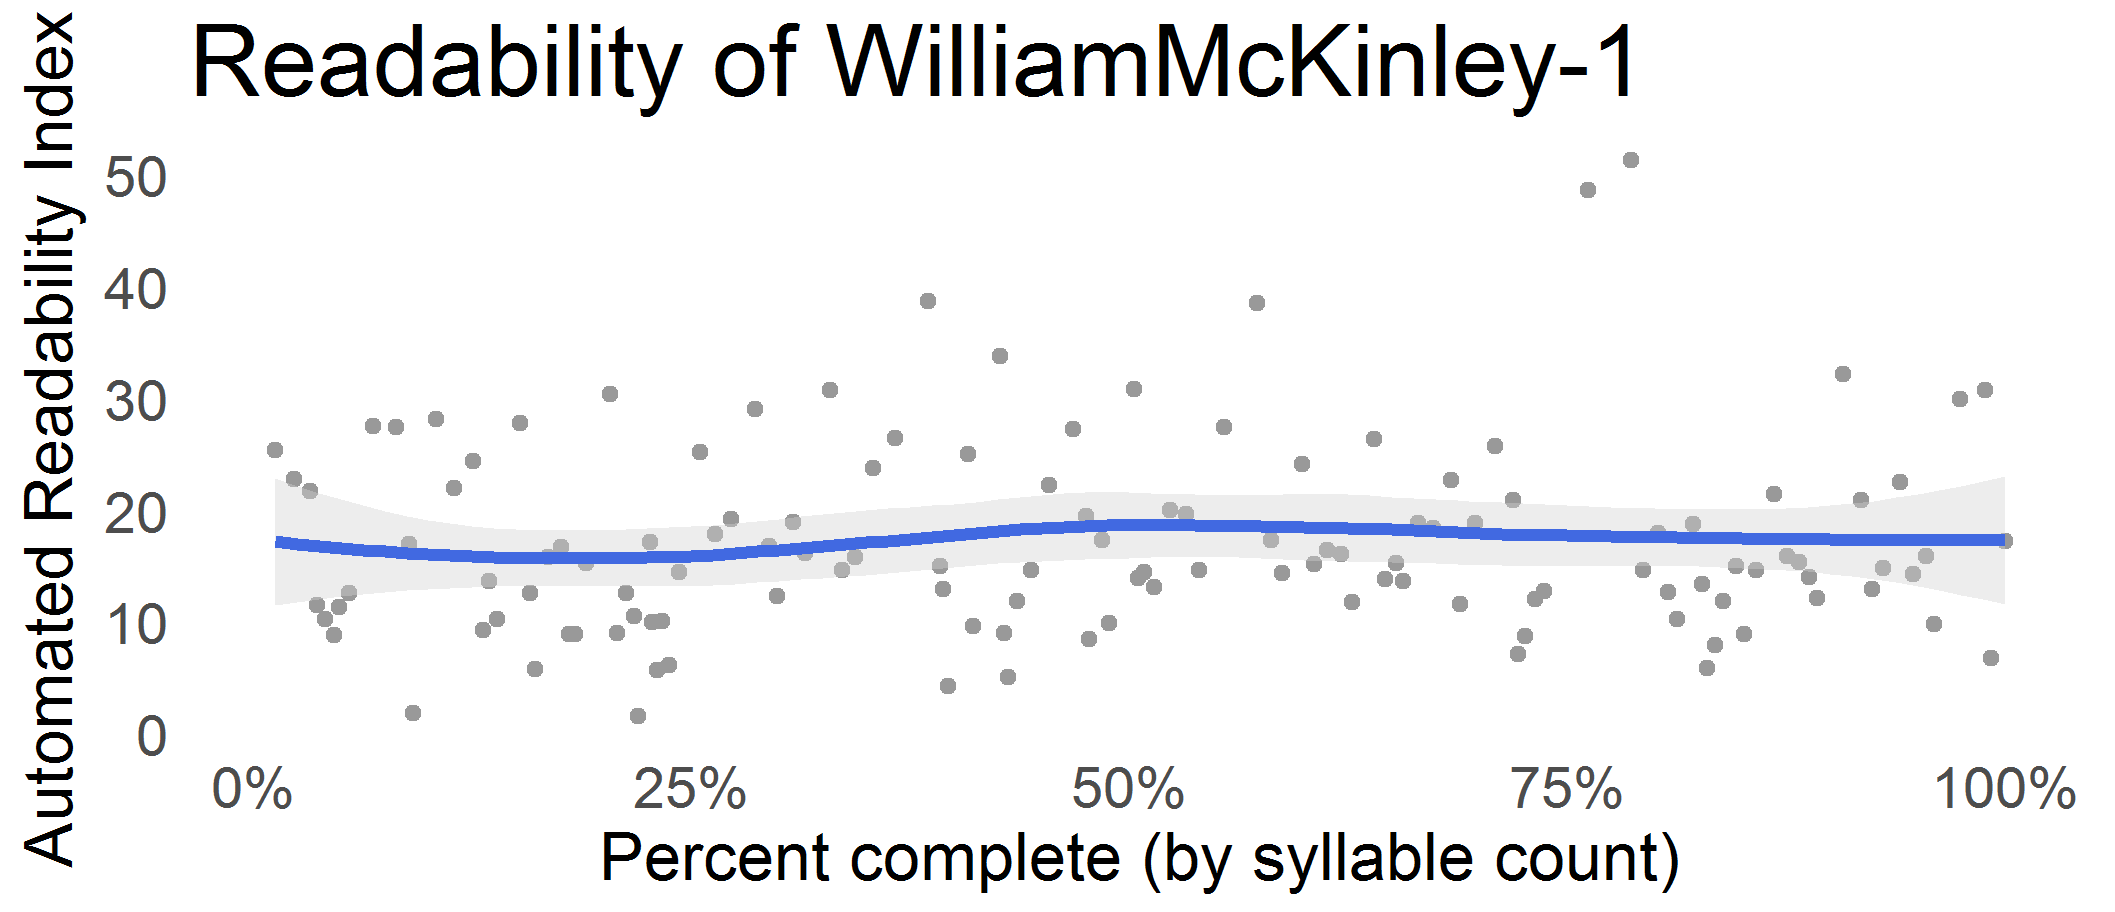 Readability of WilliamMcKinley-1
Automated Readability Index
50
40
30
20
10
0
0% 25% 50% 75% 100%
Percent complete (by syllable count)